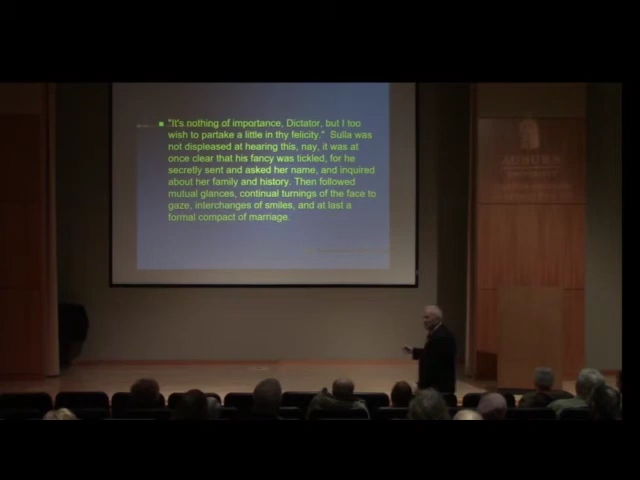 "It's nothing of importance, Dictator, but I too
wish to partake a little in thy felicity." Sulla was
not displeased at hearing this, nay, it was at
once clear that his fancy was tickled, for he
secretly sent and asked her name, and inquired
about her family and history. Then followed
mutual glances, continual turnings of the face to
gaze, interchanges of smiles, and at last a
formal compact of marriage.
AUBURN